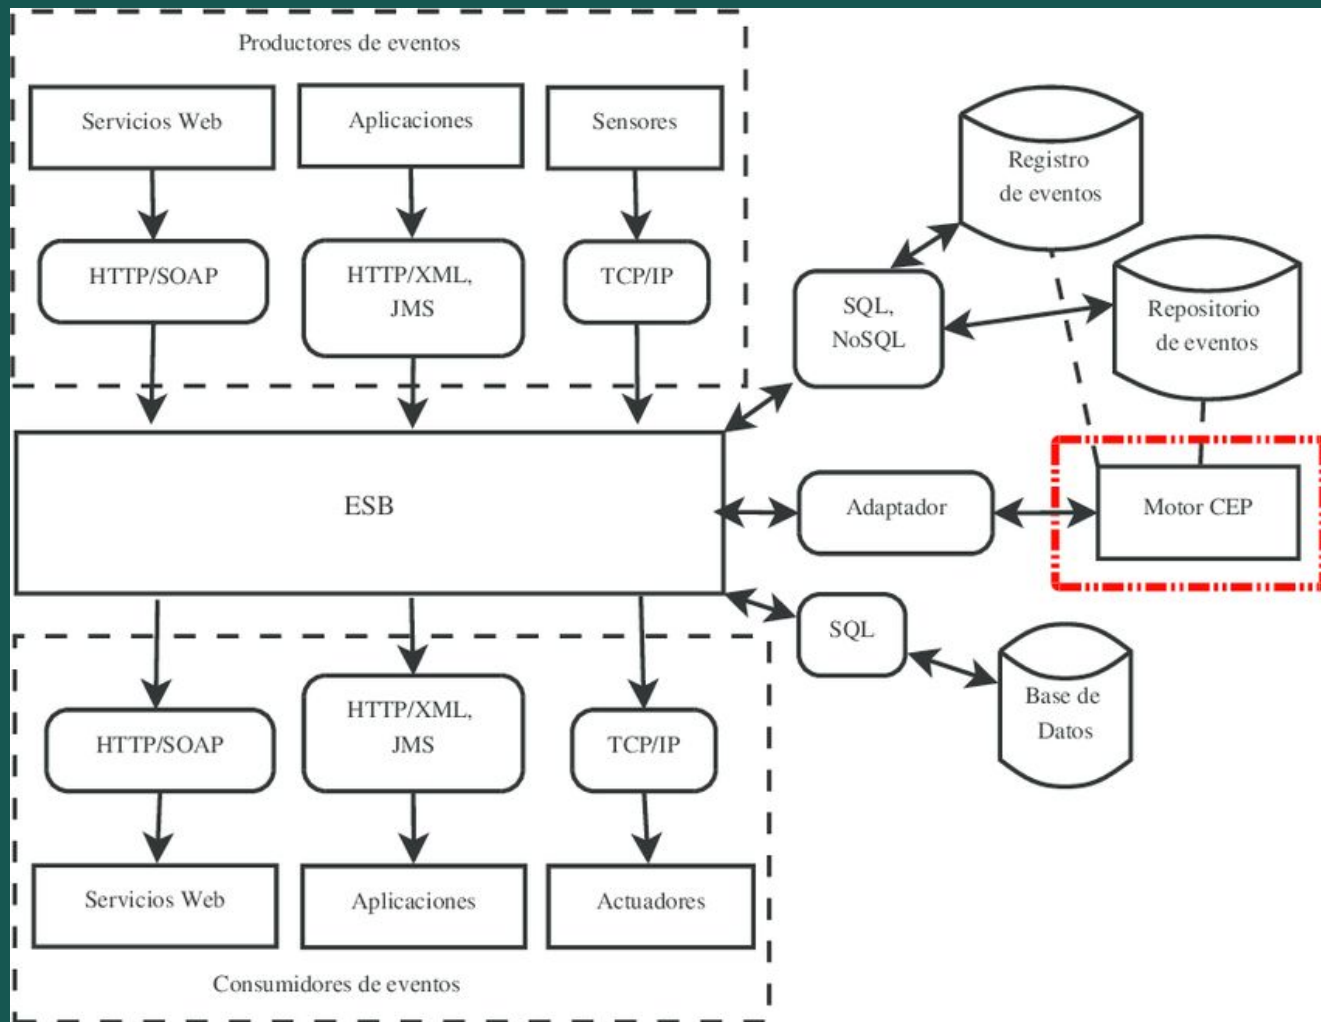 Productores de eventos
Servicios Web
Aplicaciones
Sensores
HTTP/SOAP
HTTP/XML,
JMS
TCP/IP
Registro
de eventos
SQL,
NoSQL
Repositorio
de eventos
ESB
Adaptador
Motor CEP
SQL
Base de
Datos
HTTP/SOAP
HTTP/XML,
JMS
TCP/IP
Servicios Web
Aplicaciones
Actuadores
Consumidores de eventos